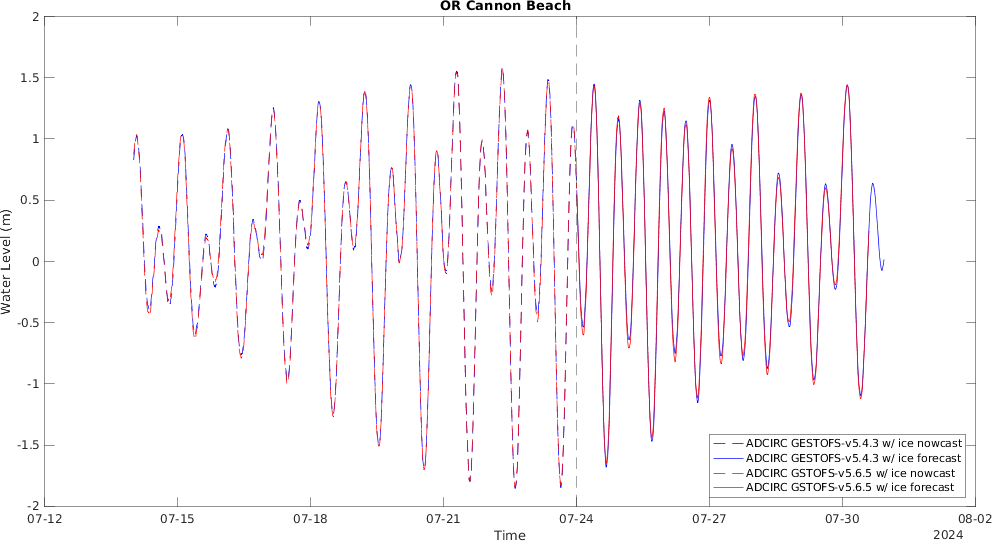 OR Cannon Beach
2
1.5
1
0.5
0
-0.5
-1
-1.5
-2
Water Level (m)
07-12
07-15
07-18
07-21
07-24
07-27
07-30
08-02
Time
2024
ADCIRC GESTOFS-v5.4.3 w/ ice nowcast
ADCIRC GESTOFS-v5.4.3 w/ ice forecast
ADCIRC GSTOFS-v5.6.5 w/ ice nowcast
ADCIRC GSTOFS-v5.6.5 w/ ice forecast